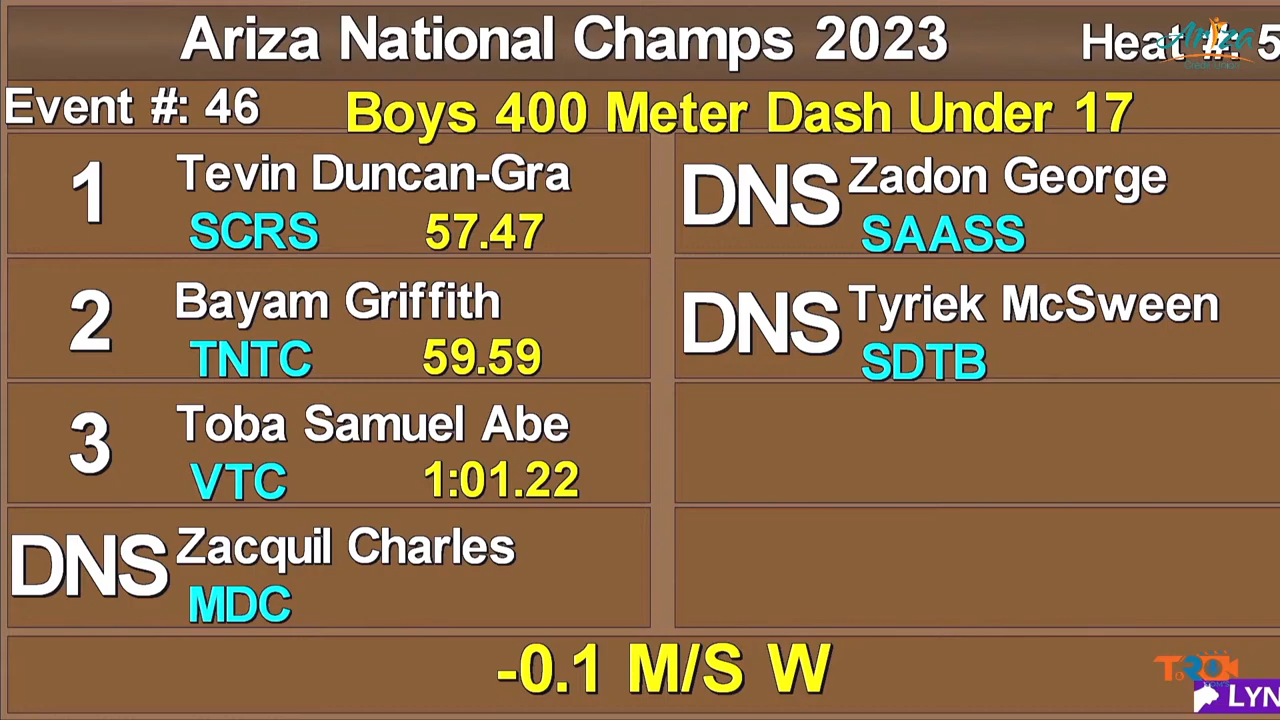 Ariza National Champs 2023
Heat #: 5
Ariza
Event #: 46
Boys 400 Meter Dash Under 17
1 Tevin Duncan-Gra
SCRS 57.47
2 Bayam Griffith
TNTC 59.59
3 Toba Samuel Abe
VTC 1:01.22
DNS Zacquil Charles
MDC
DNS Zadon George
SAASS
DNS Tyriek McSween
SDTB
-0.1 M/S W
LYN